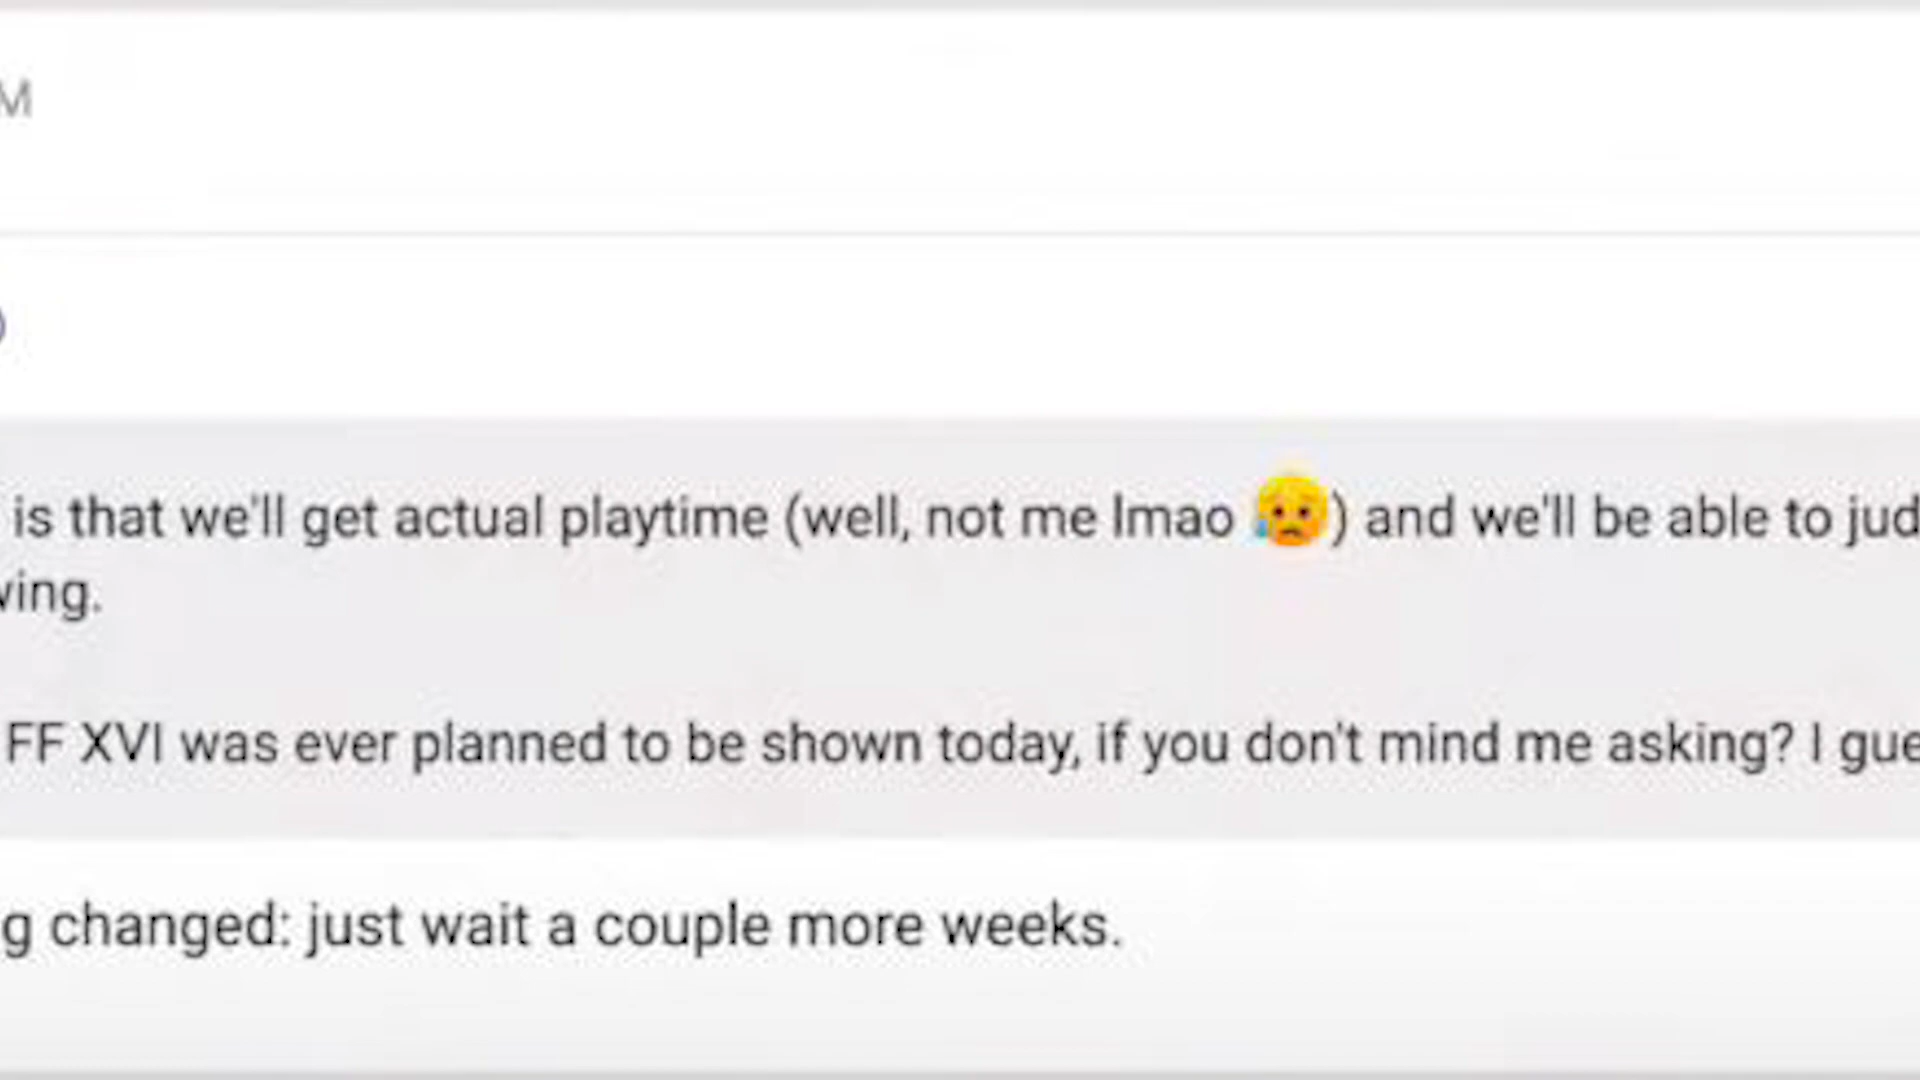 M
)
is that we'll get actual playtime (well, not me lmao 😥) and we'll be able to jud
wing.
FF XVI was ever planned to be shown today, if you don't mind me asking? I gue
g changed: just wait a couple more weeks.